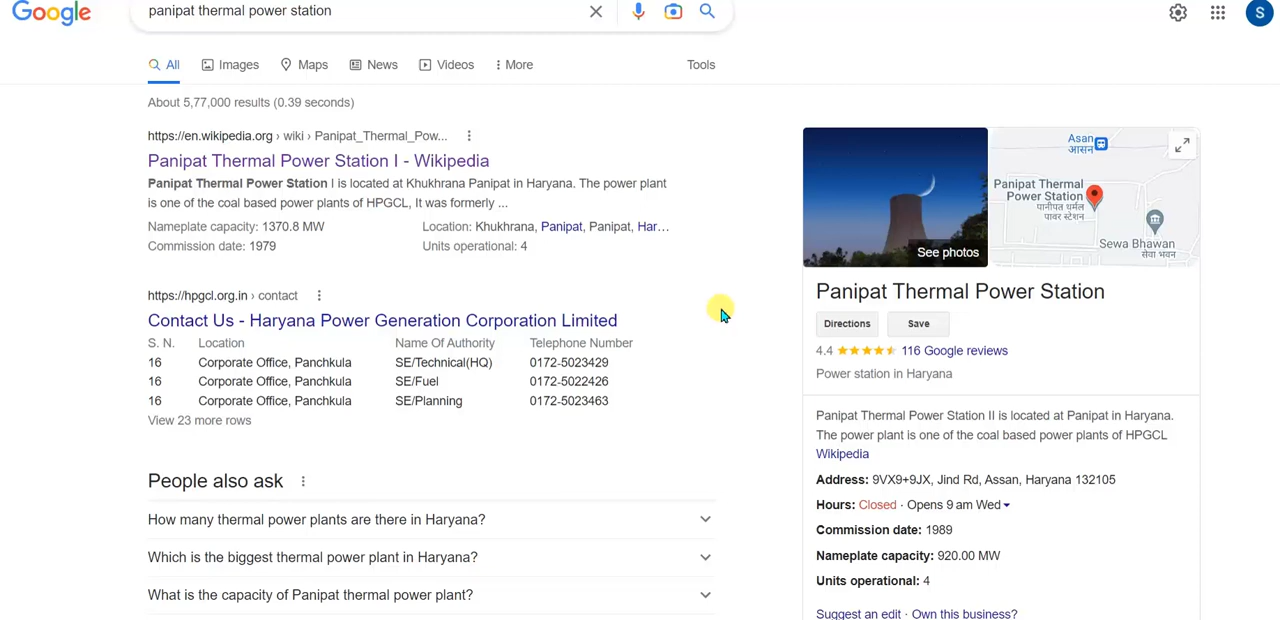 Google
panipat thermal power station
S
All
Images
Maps
News
Videos
More
Tools
About 5,77,000 results (0.39 seconds)
https://en.wikipedia.org › wiki › Panipat_Thermal_Pow...
Panipat Thermal Power Station I - Wikipedia
Panipat Thermal Power Station I is located at Khukhrana Panipat in Haryana. The power plant
is one of the coal based power plants of HPGCL, It was formerly ...
Nameplate capacity: 1370.8 MW
Location: Khukhrana, Panipat, Panipat, Har...
Commission date: 1979
Units operational: 4
https://hpgcl.org.in › contact
Contact Us - Haryana Power Generation Corporation Limited
S. N. Location Name Of Authority Telephone Number
16 Corporate Office, Panchkula SE/Technical(HQ) 0172-5023429
16 Corporate Office, Panchkula SE/Fuel 0172-5022426
16 Corporate Office, Panchkula SE/Planning 0172-5023463
View 23 more rows
People also ask
How many thermal power plants are there in Haryana?
Which is the biggest thermal power plant in Haryana?
What is the capacity of Panipat thermal power plant?
See photos
Asan
आसन
Panipat Thermal
Power Station
पानीपत थर्मल
पावर स्टेशन
Sewa Bhawan
सेवा भवन
Panipat Thermal Power Station
Directions
Save
4.4 116 Google reviews
Power station in Haryana
Panipat Thermal Power Station II is located at Panipat in Haryana.
The power plant is one of the coal based power plants of HPGCL
Wikipedia
Address: 9VX9+9JX, Jind Rd, Assan, Haryana 132105
Hours: Closed · Opens 9 am Wed
Commission date: 1989
Nameplate capacity: 920.00 MW
Units operational: 4
Suggest an edit · Own this business?